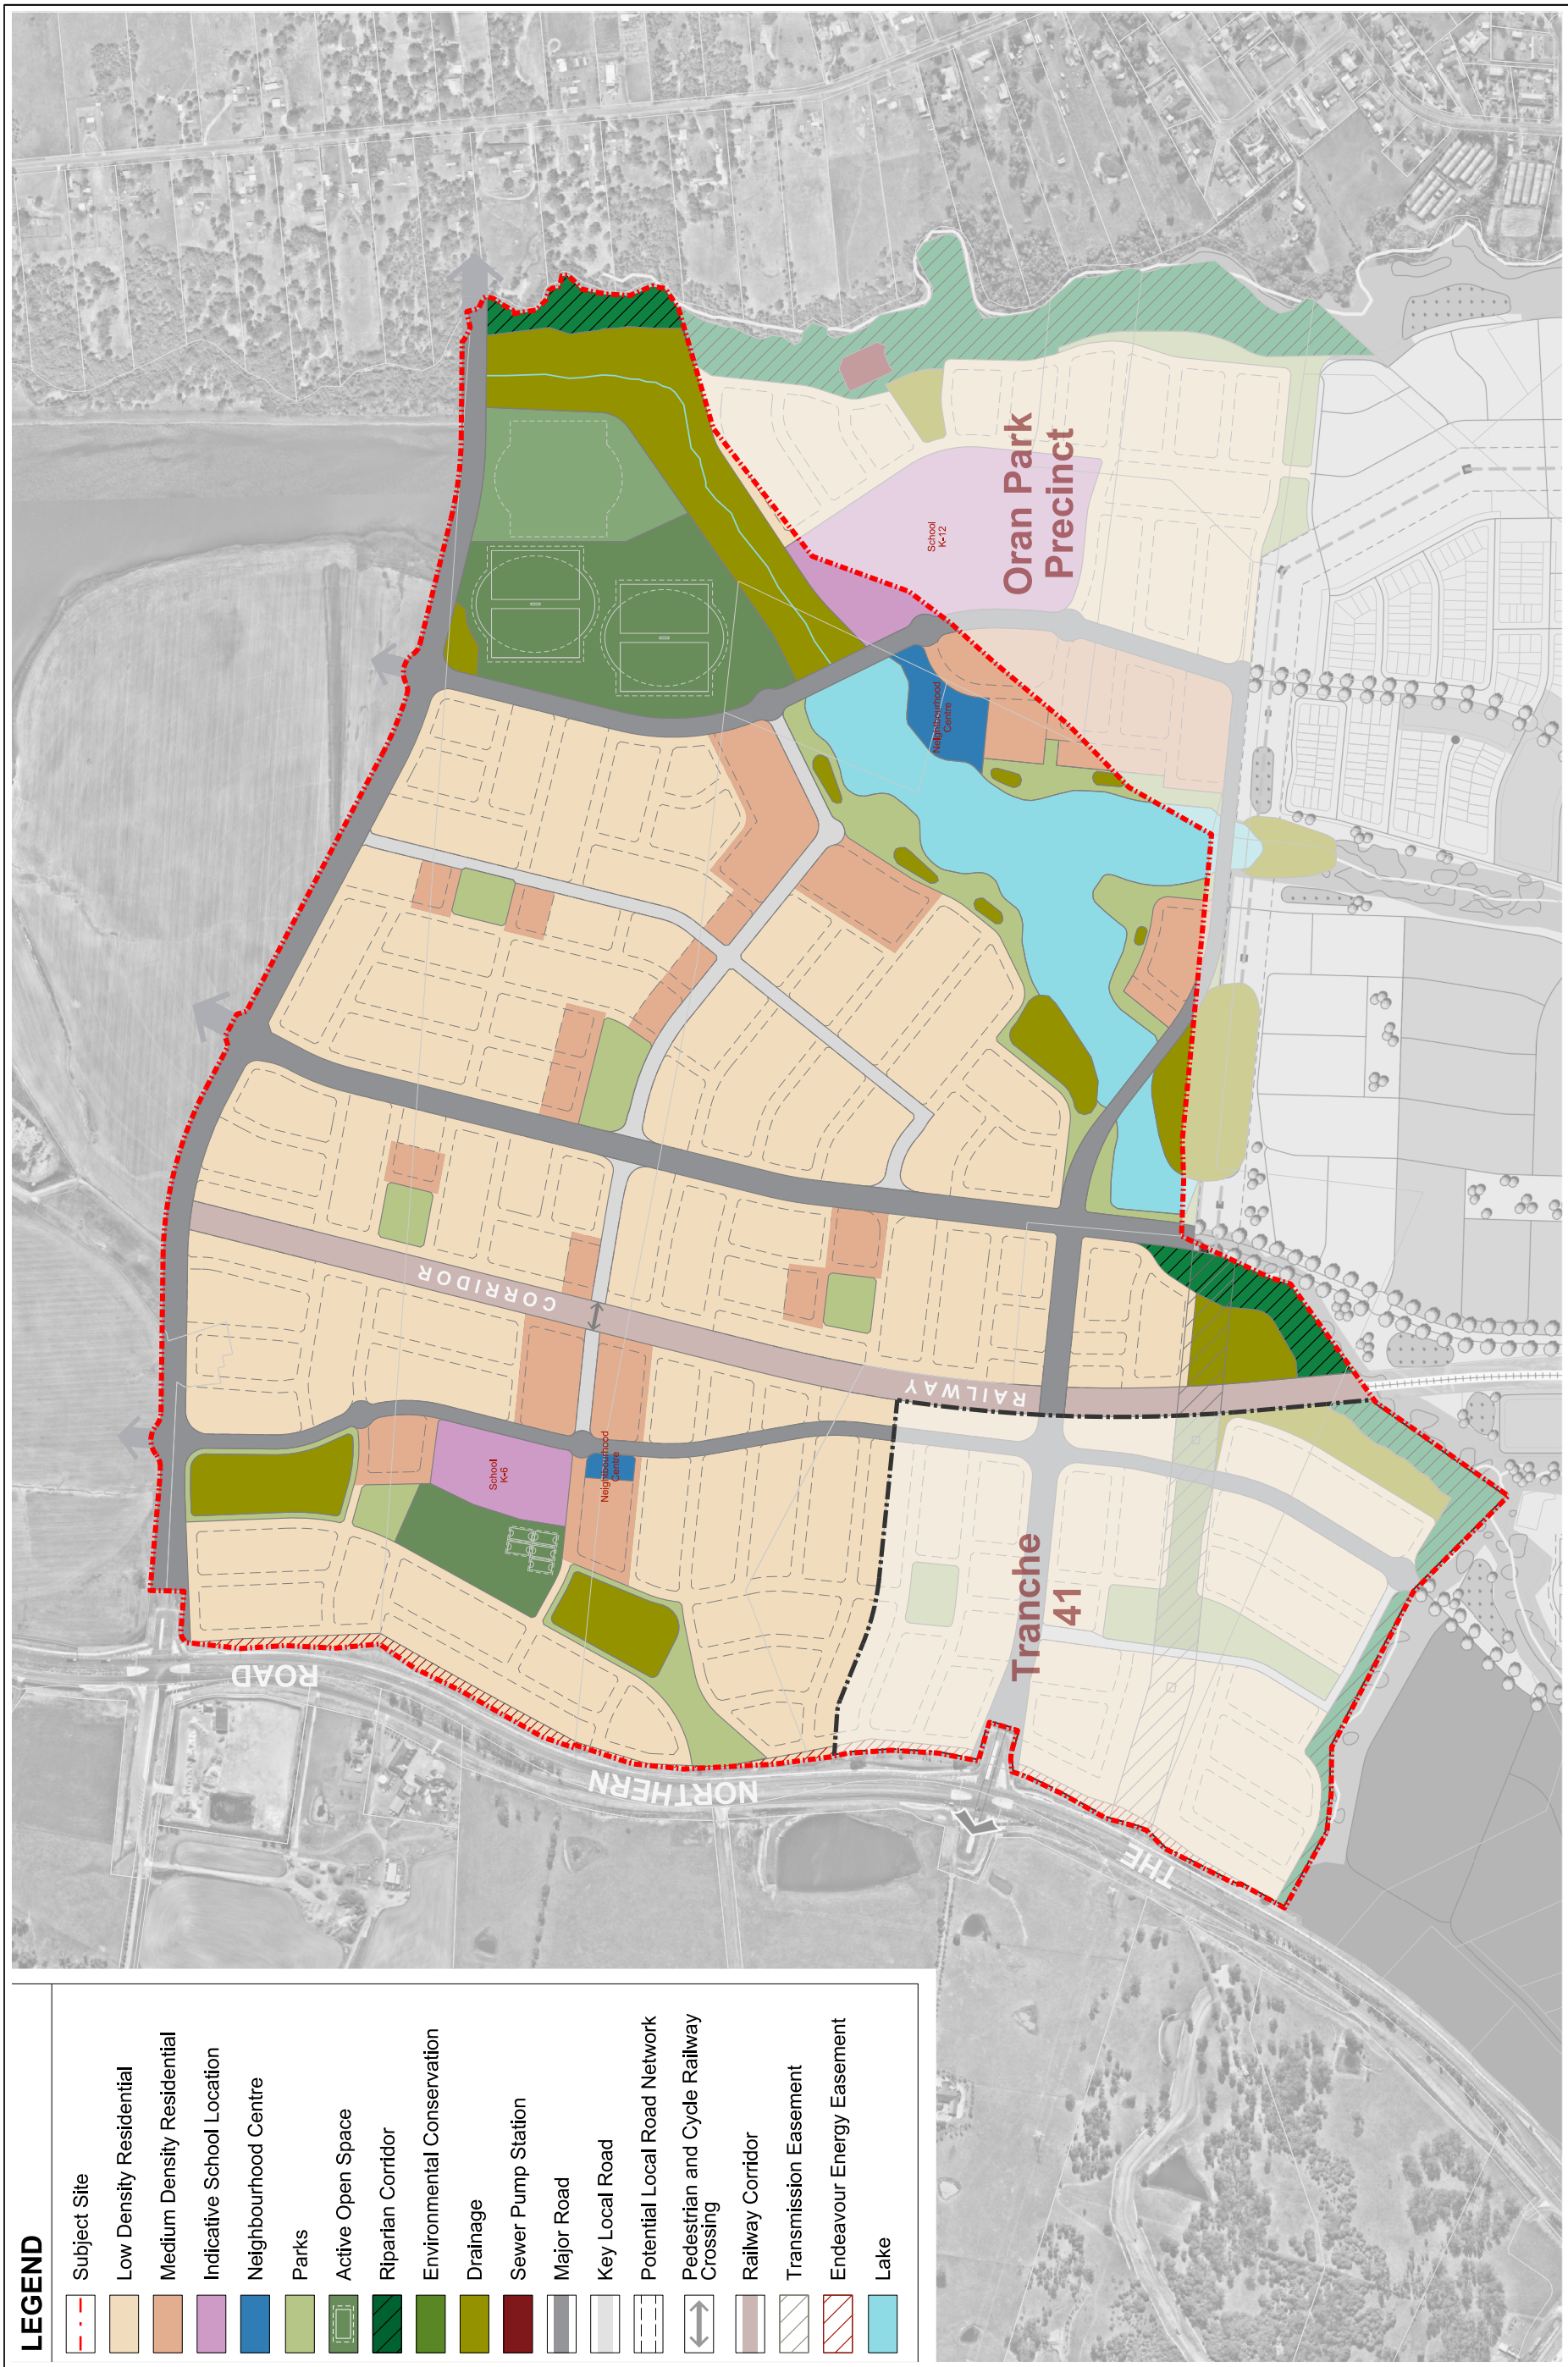 LEGEND
Subject Site
Low Density Residential
Medium Density Residential
Indicative School Location
Neighbourhood Centre
Parks
Active Open Space
Riparian Corridor
Environmental Conservation
Drainage
Sewer Pump Station
Major Road
Key Local Road
Potential Local Road Network
Pedestrian and Cycle Railway
Crossing
Railway Corridor
Transmission Easement
Endeavour Energy Easement
Lake
THE
NORTHERN
ROAD
Tranche
41
School
K-6
Neighbourhood
Centre
RAILWAY
CORRIDOR
Neighbourhood
Centre
School
K-12
Oran Park
Precinct